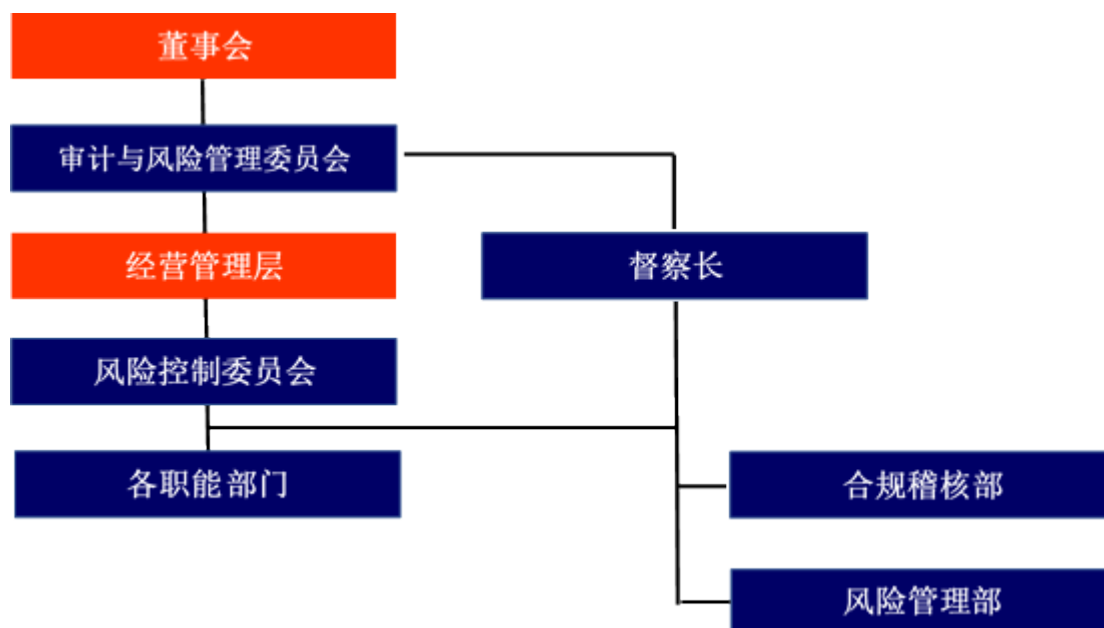 董事会
审计与风险管理委员会
经营管理层
督察长
风险控制委员会
各职能部门
合规稽核部
风险管理部